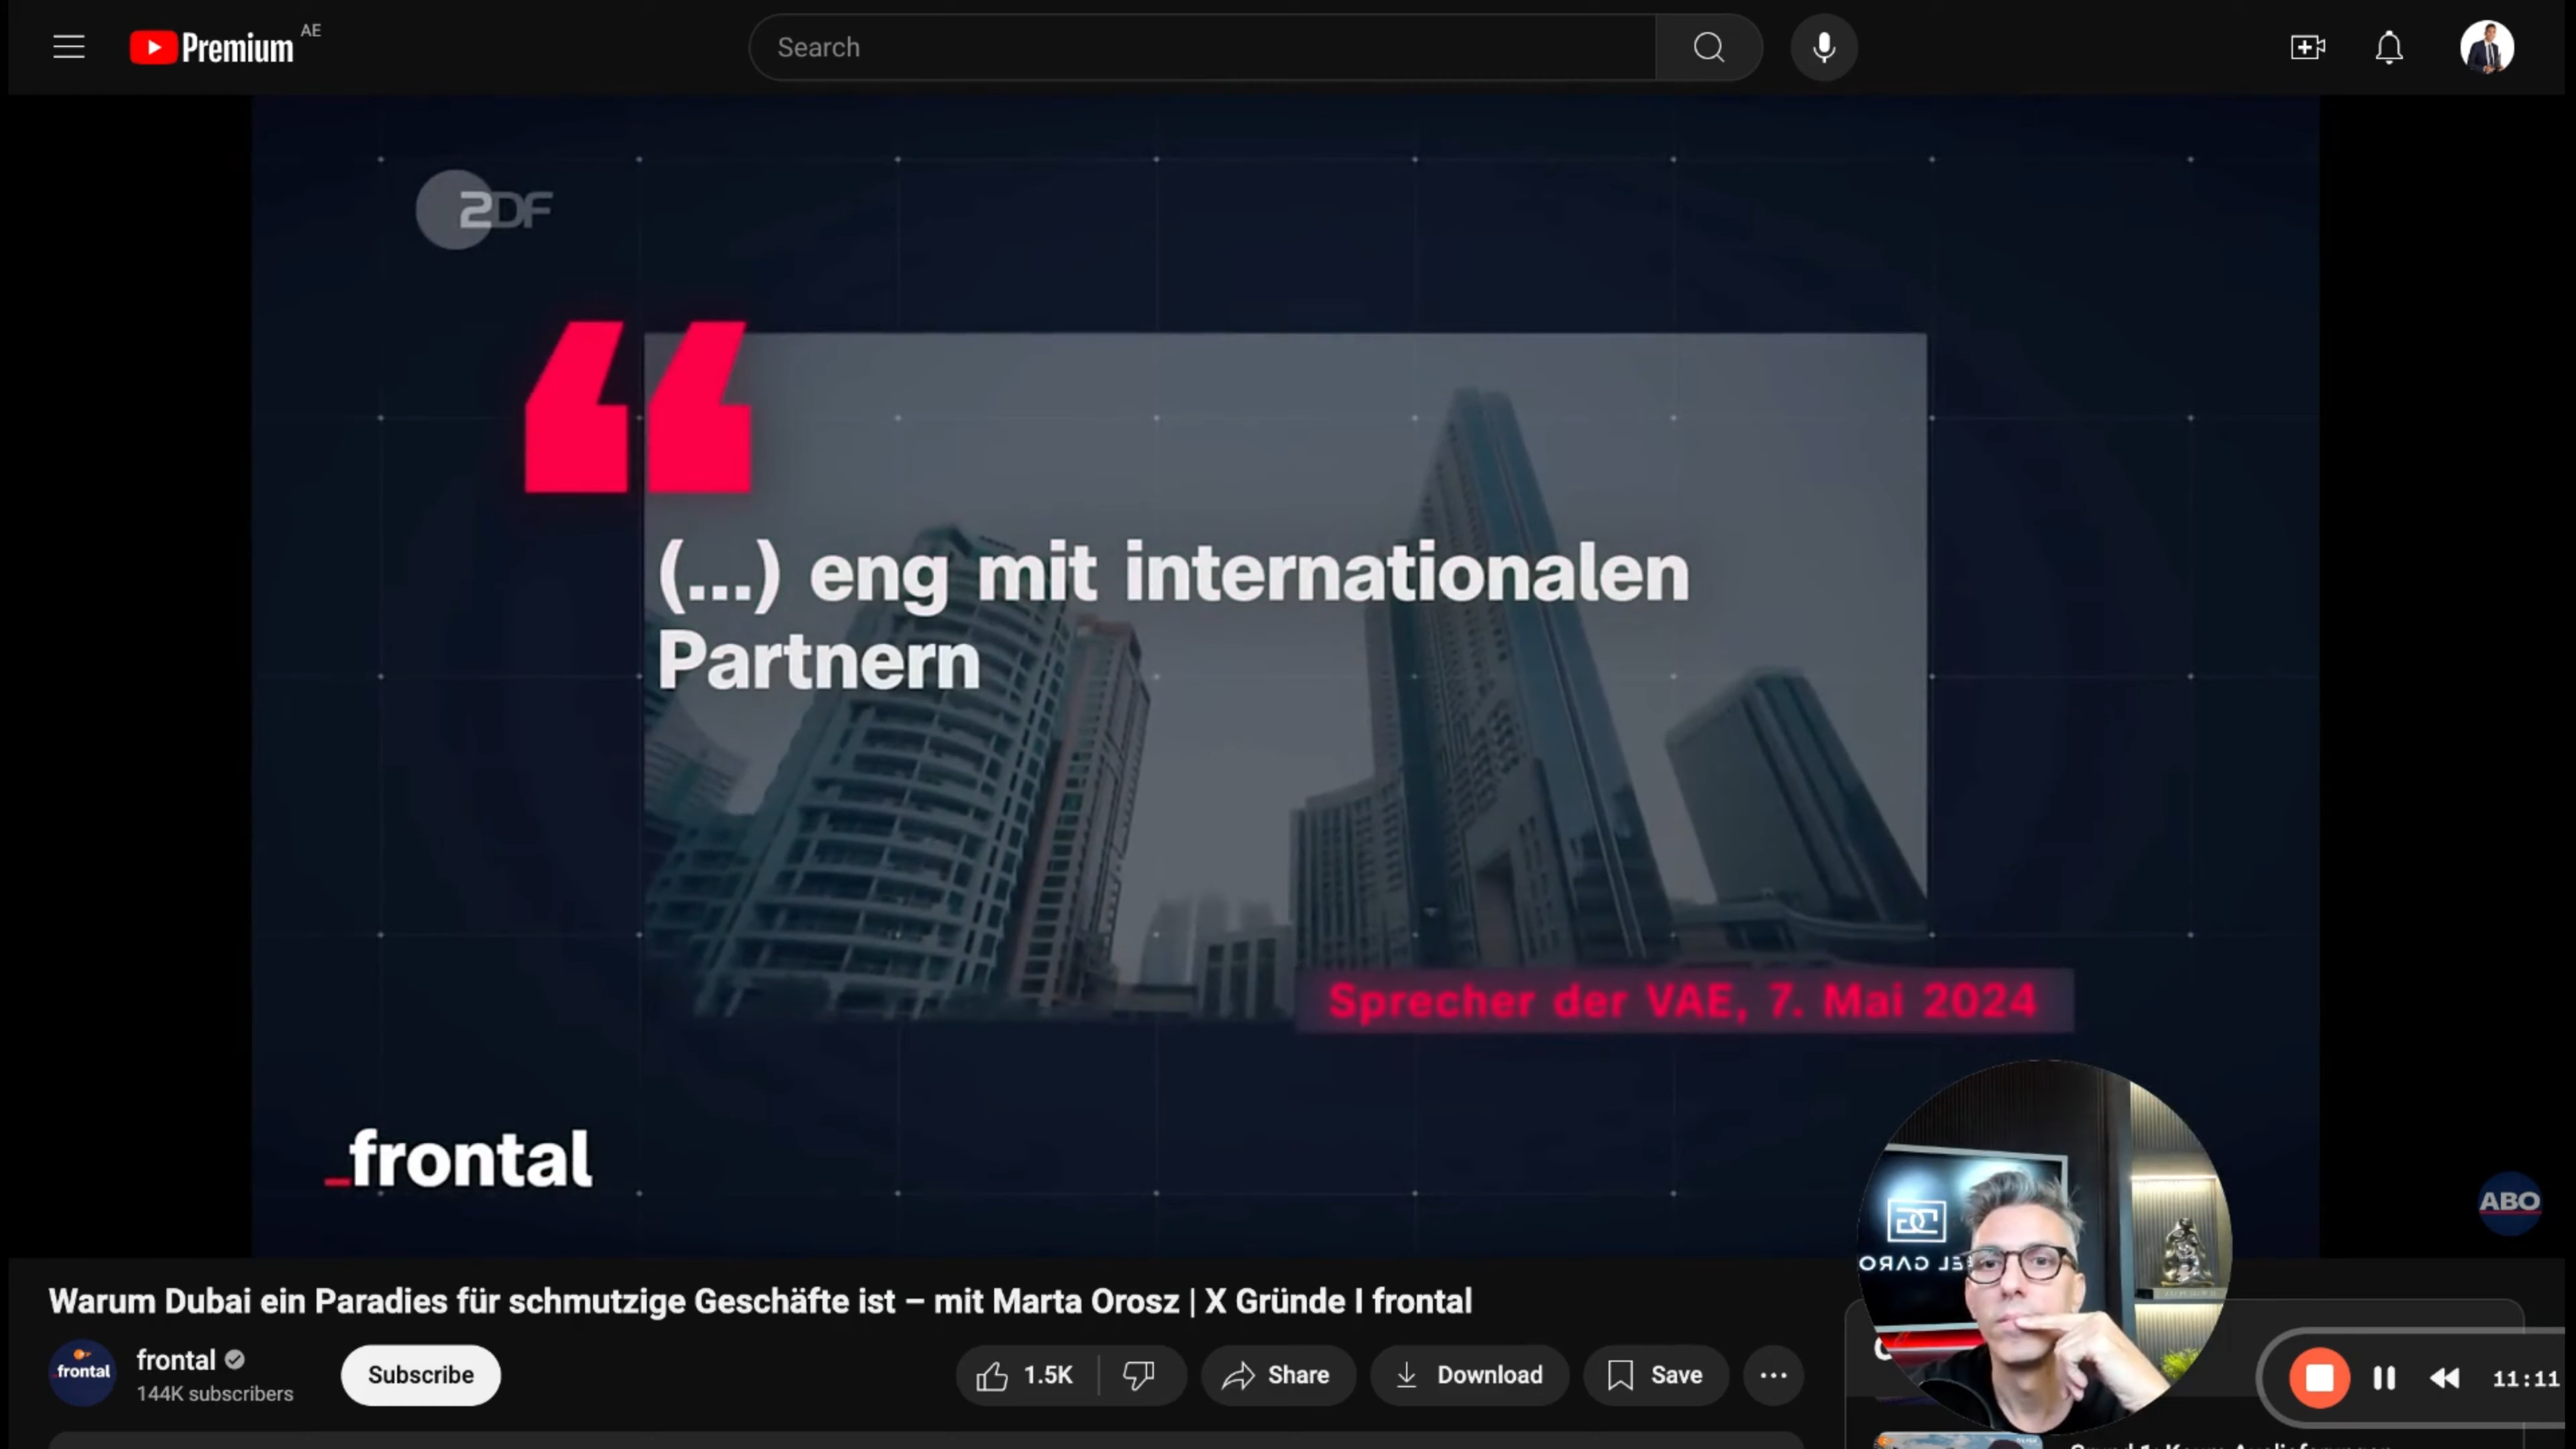 Premium AE
Search
2DF
“
(...) eng mit internationalen
Partnern
Sprecher der VAE, 7. Mai 2024
_frontal
ABO
Warum Dubai ein Paradies für schmutzige Geschäfte ist – mit Marta Orosz | X Gründe I frontal
frontal
frontal
144K subscribers
Subscribe
1.5K
Share
Download
Save
11:11